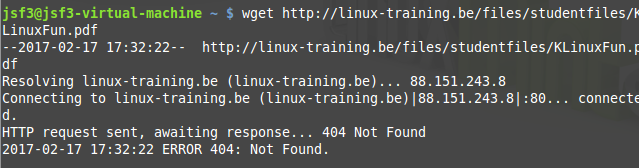 jsf3@jsf3-virtual-machine ~ $ wget http://linux-training.be/files/studentfiles/K
LinuxFun.pdf
--2017-02-17 17:32:22--  http://linux-training.be/files/studentfiles/KLinuxFun.p
df
Resolving linux-training.be (linux-training.be)... 88.151.243.8
Connecting to linux-training.be (linux-training.be)|88.151.243.8|:80... connecte
d.
HTTP request sent, awaiting response... 404 Not Found
2017-02-17 17:32:22 ERROR 404: Not Found.